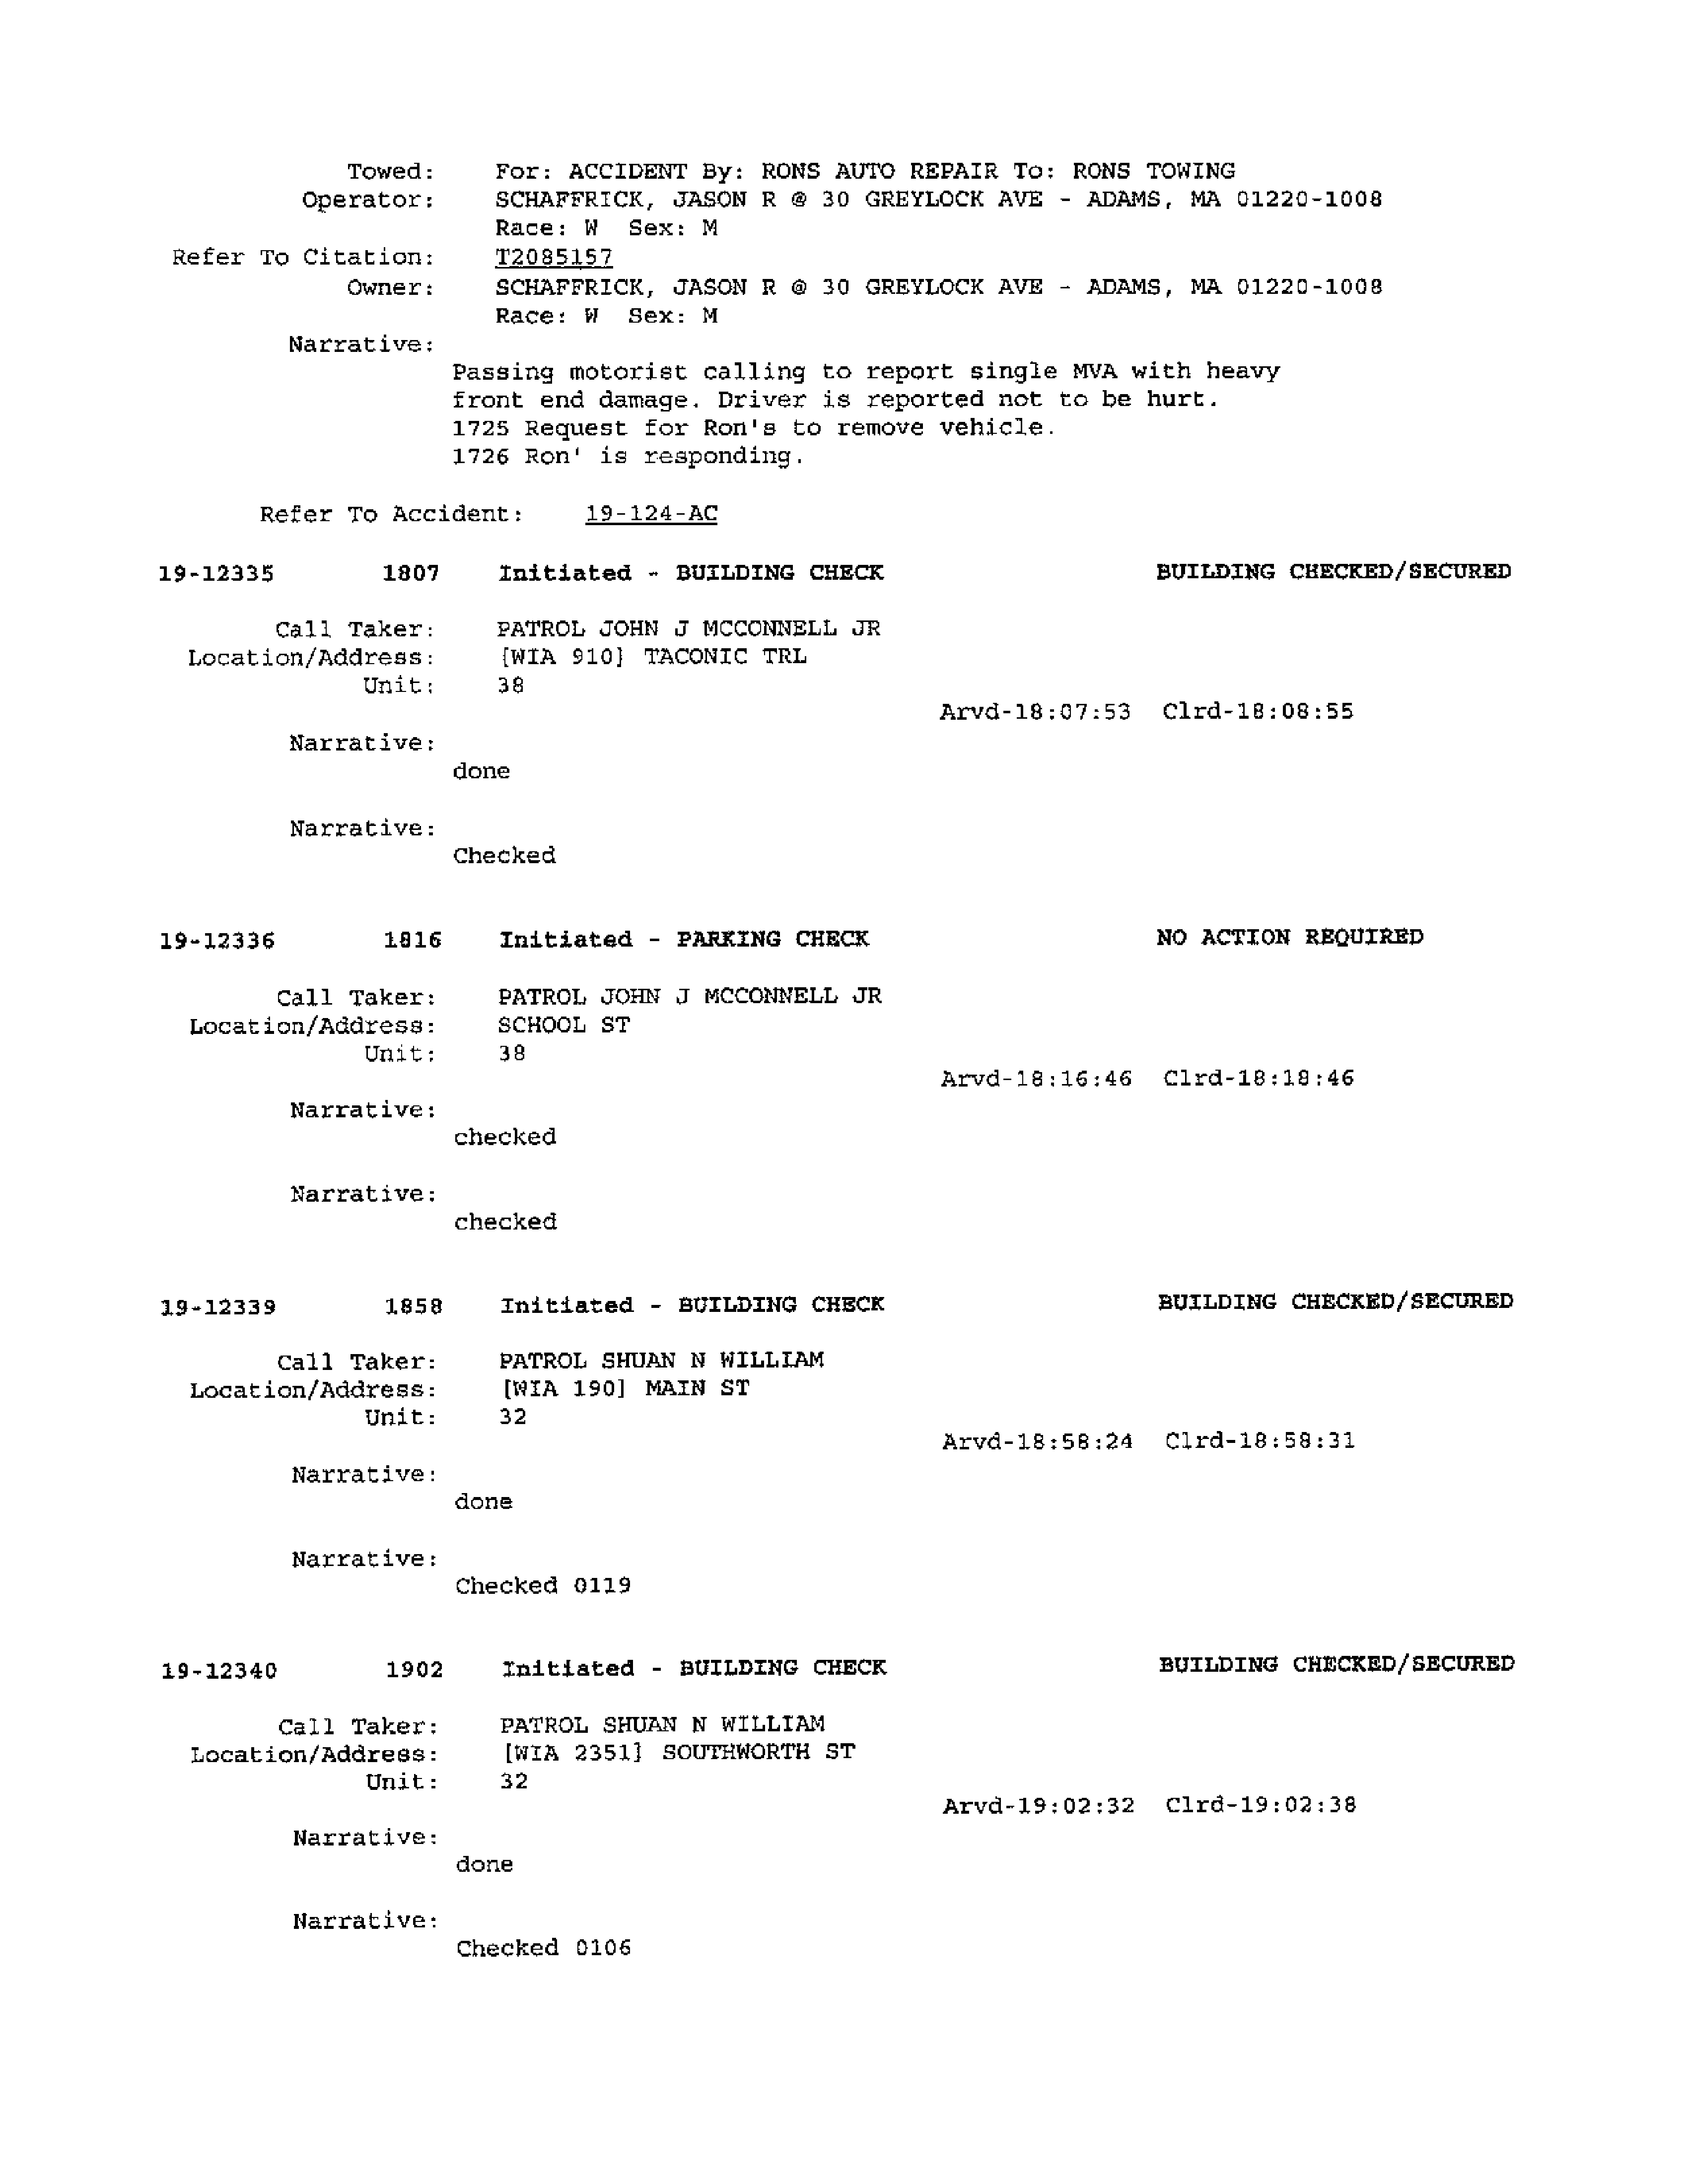 Towed: For: ACCIDENT By: RONS AUTO REPAIR To: RONS TOWING
Operator: SCHAFFRICK, JASON R @ 30 GREYLOCK AVE - ADAMS, MA 01220-1008
Race: W Sex: M
Refer To Citation: T2085157
Owner: SCHAFFRICK, JASON R @ 30 GREYLOCK AVE - ADAMS, MA 01220-1008
Race: W Sex: M
Narrative:
Passing motorist calling to report single MVA with heavy
front end damage. Driver is reported not to be hurt.
1725 Request for Ron's to remove vehicle.
1726 Ron' is responding.
Refer To Accident: 19-124-AC
19-12335 1807 Initiated - BUILDING CHECK BUILDING CHECKED/SECURED
Call Taker: PATROL JOHN J MCCONNELL JR
Location/Address: [WIA 910] TACONIC TRL
Unit: 38
Arvd-18:07:53 Clrd-18:08:55
Narrative:
done
Narrative:
Checked
19-12336 1816 Initiated - PARKING CHECK NO ACTION REQUIRED
Call Taker: PATROL JOHN J MCCONNELL JR
Location/Address: SCHOOL ST
Unit: 38
Arvd-18:16:46 Clrd-18:18:46
Narrative:
checked
Narrative:
checked
19-12339 1858 Initiated - BUILDING CHECK BUILDING CHECKED/SECURED
Call Taker: PATROL SHUAN N WILLIAM
Location/Address: [WIA 190] MAIN ST
Unit: 32
Arvd-18:58:24 Clrd-18:58:31
Narrative:
done
Narrative:
Checked 0119
19-12340 1902 Initiated - BUILDING CHECK BUILDING CHECKED/SECURED
Call Taker: PATROL SHUAN N WILLIAM
Location/Address: [WIA 2351] SOUTHWORTH ST
Unit: 32
Arvd-19:02:32 Clrd-19:02:38
Narrative:
done
Narrative:
Checked 0106